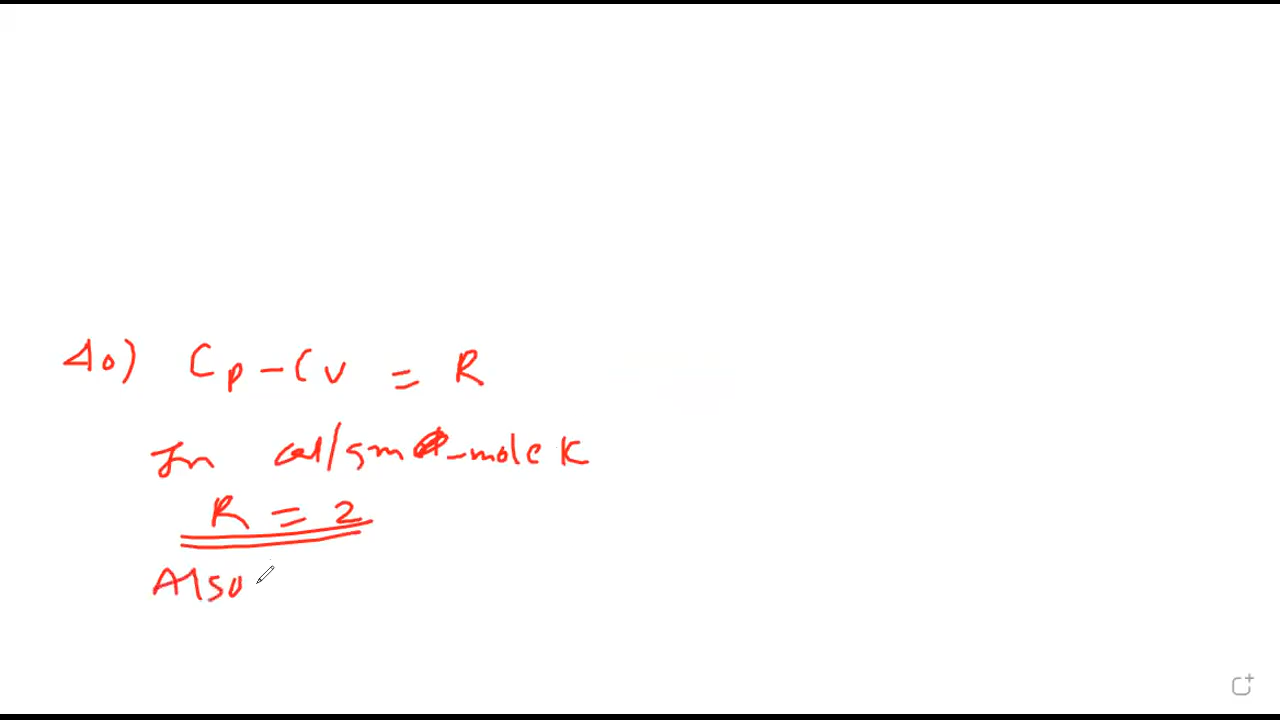 40) Cp - Cv = R
In cal/gm -mole K
R = 2
Also